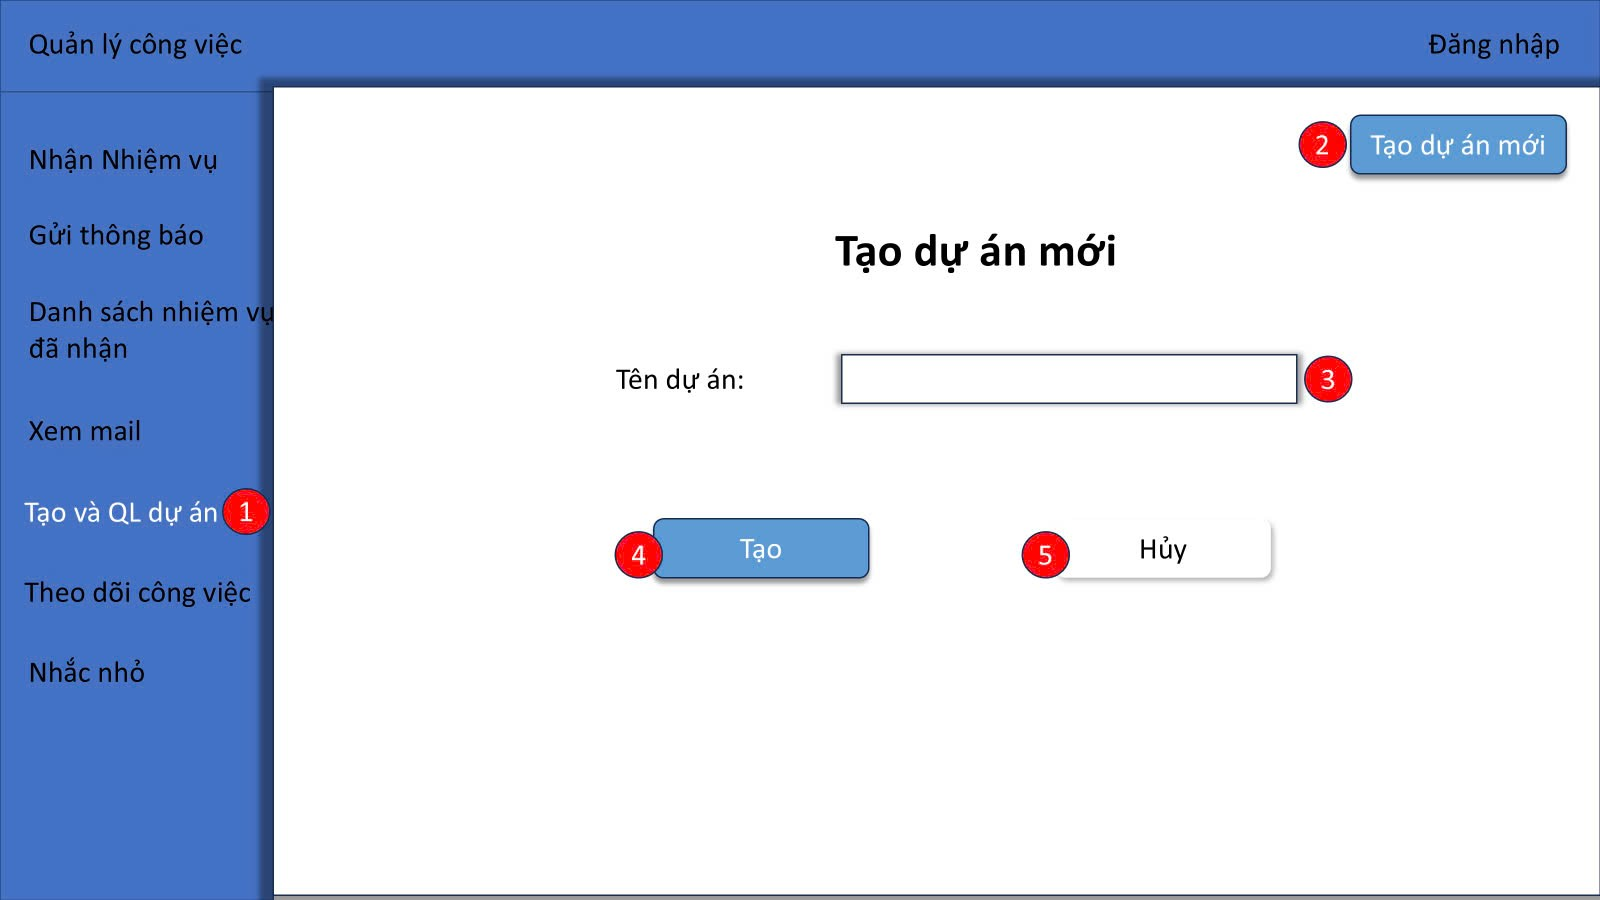 Quản lý công việc
Đăng nhập
Nhận Nhiệm vụ
Gửi thông báo
Danh sách nhiệm vụ
đã nhận
Xem mail
Tạo và QL dự án 1
Theo dõi công việc
Nhắc nhỏ
2 Tạo dự án mới
Tạo dự án mới
Tên dự án: 3
4 Tạo
5 Hủy